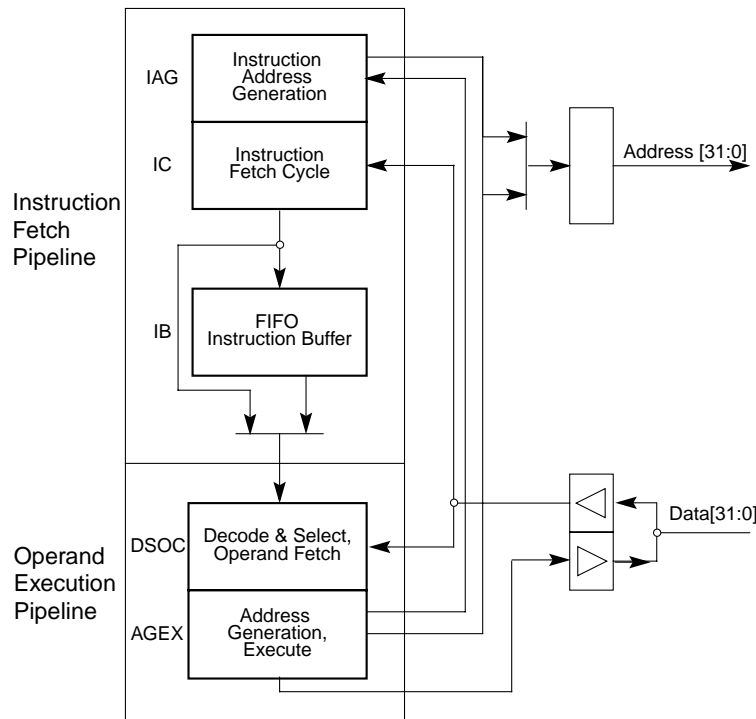 IAG
Instruction
Address
Generation
IC
Instruction
Fetch Cycle
Address [31:0]
Instruction
Fetch
Pipeline
IB
FIFO
Instruction Buffer
Data[31:0]
DSOC
Decode & Select,
Operand Fetch
Operand
Execution
Pipeline
AGEX
Address
Generation,
Execute